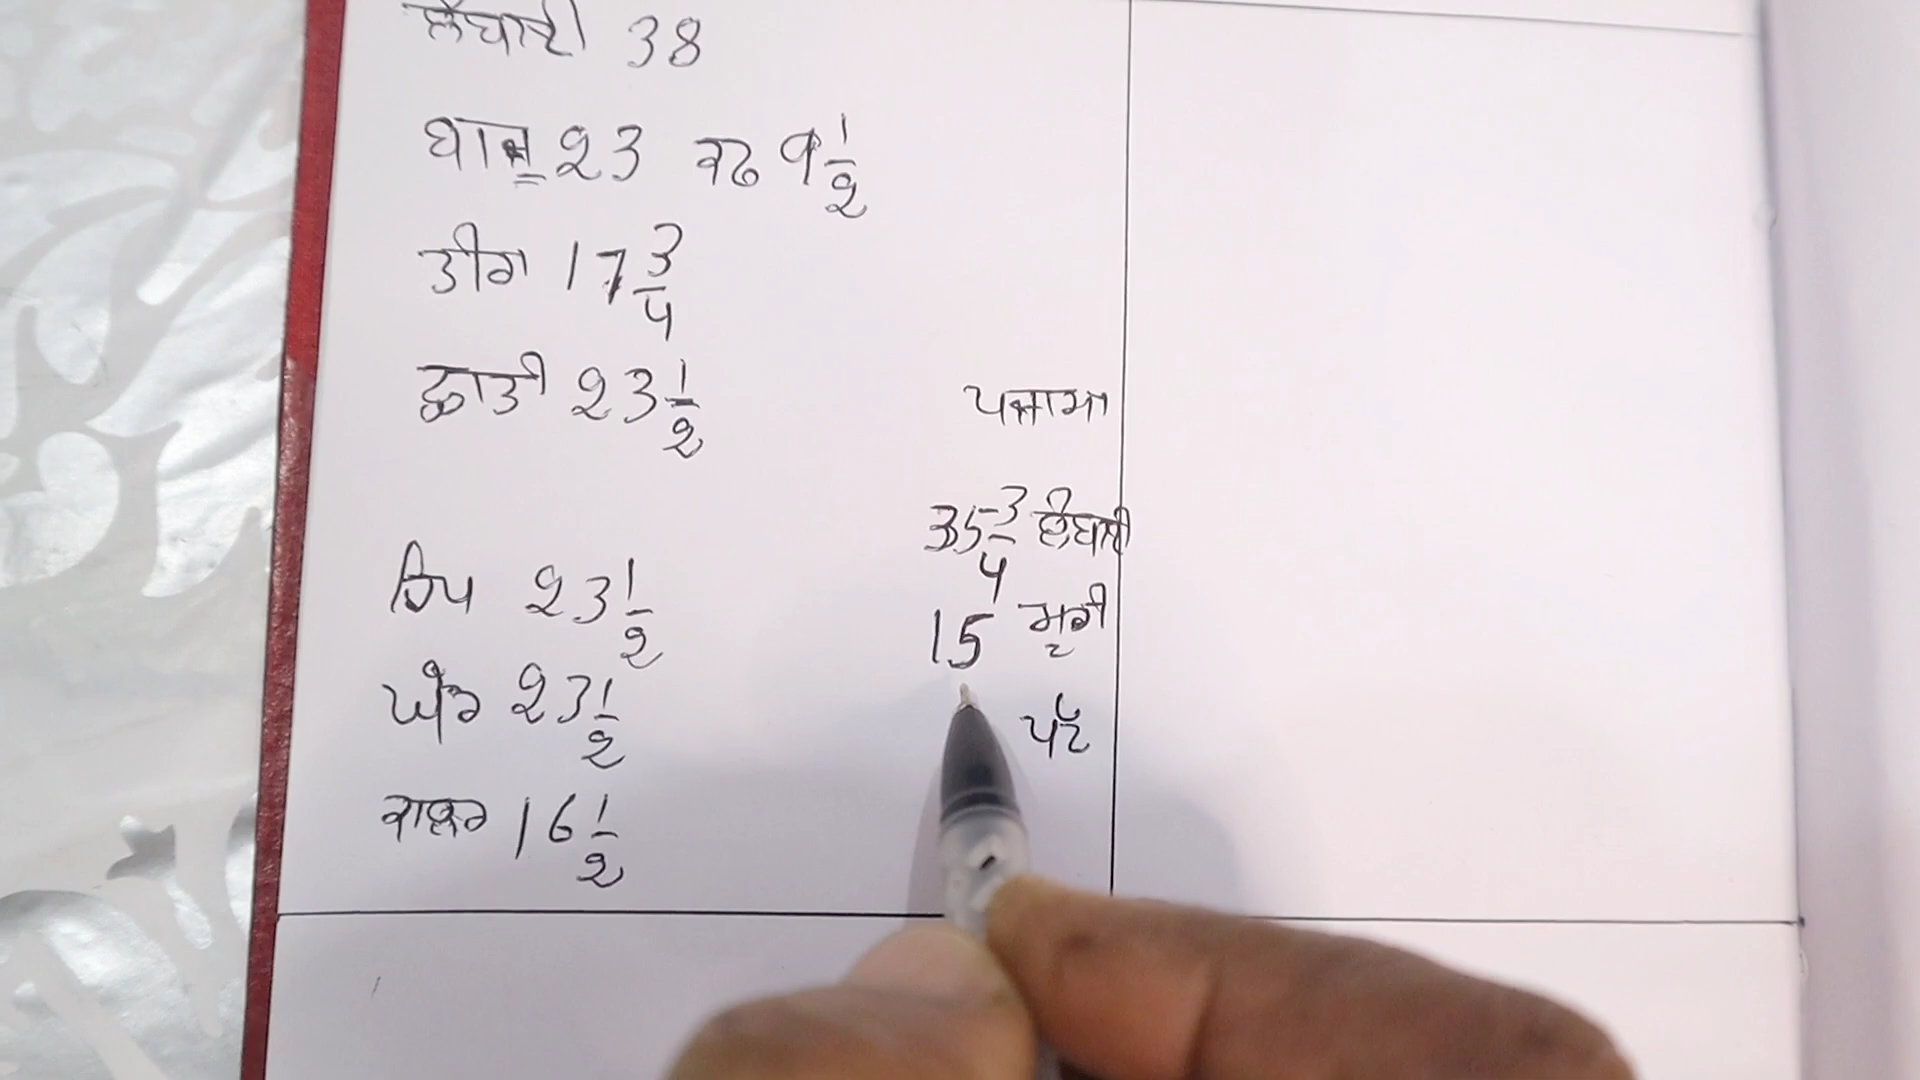 ਲੰਬਾਈ 38
ਬਾਜੂ 23 ਕਫ 9 1/2
ਤੀਰਾ 17 3/4
ਛਾਤੀ 23 1/2
ਹਿਪ 23 1/2
ਘੇਰ 23 1/2
ਕਾਲਰ 16 1/2
ਪਜਾਮਾ
35 3/4 ਲੰਬਾਈ
15 ਮੂਰੀ
ਪੱਟ